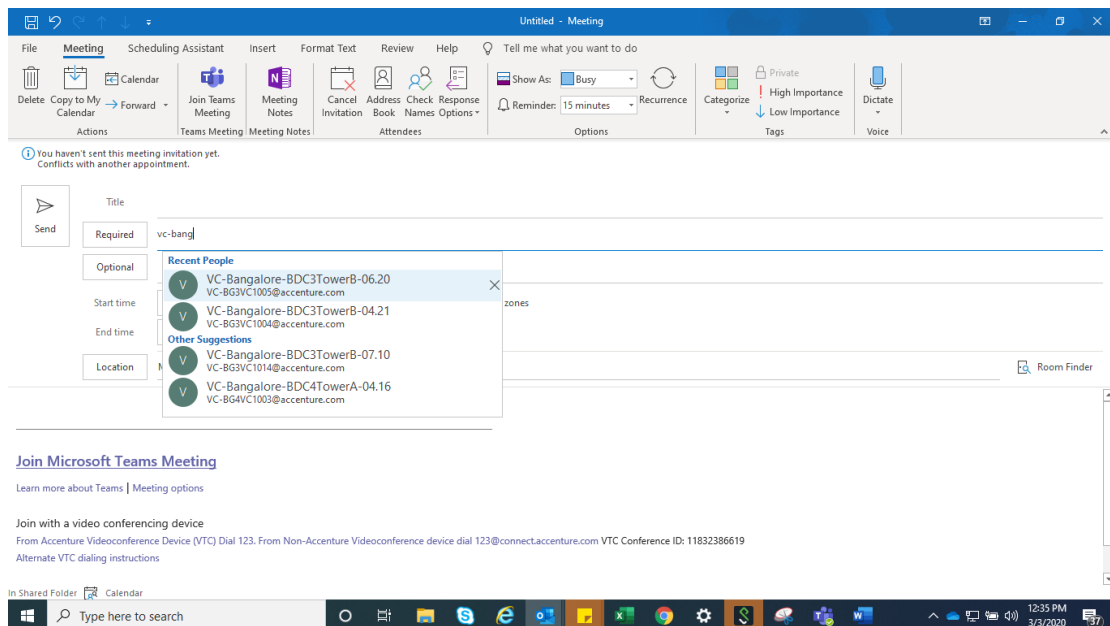 Untitled - Meeting
File Meeting Scheduling Assistant Insert Format Text Review Help Tell me what you want to do
Delete
Copy to My Calendar
Calendar
Forward
Actions
Join Teams Meeting
Teams Meeting
Meeting Notes
Meeting Notes
Cancel Invitation
Address Book
Check Names
Response Options
Attendees
Show As: Busy
Reminder: 15 minutes
Recurrence
Options
Categorize
Private
High Importance
Low Importance
Tags
Dictate
Voice
You haven't sent this meeting invitation yet.
Conflicts with another appointment.
Send
Title
Required vc-bang
Optional
Recent People
V
VC-Bangalore-BDC3TowerB-06.20
VC-BG3VC1005@accenture.com
V
VC-Bangalore-BDC3TowerB-04.21
VC-BG3VC1004@accenture.com
Other Suggestions
V
VC-Bangalore-BDC3TowerB-07.10
VC-BG3VC1014@accenture.com
V
VC-Bangalore-BDC4TowerA-04.16
VC-BG4VC1003@accenture.com
Start time zones
End time
Location Room Finder
Join Microsoft Teams Meeting
Learn more about Teams | Meeting options
Join with a video conferencing device
From Accenture Videoconference Device (VTC) Dial 123. From Non-Accenture Videoconference device dial 123@connect.accenture.com VTC Conference ID: 11832386619
Alternate VTC dialing instructions
In Shared Folder Calendar
Type here to search
12:35 PM
3/3/2020
37